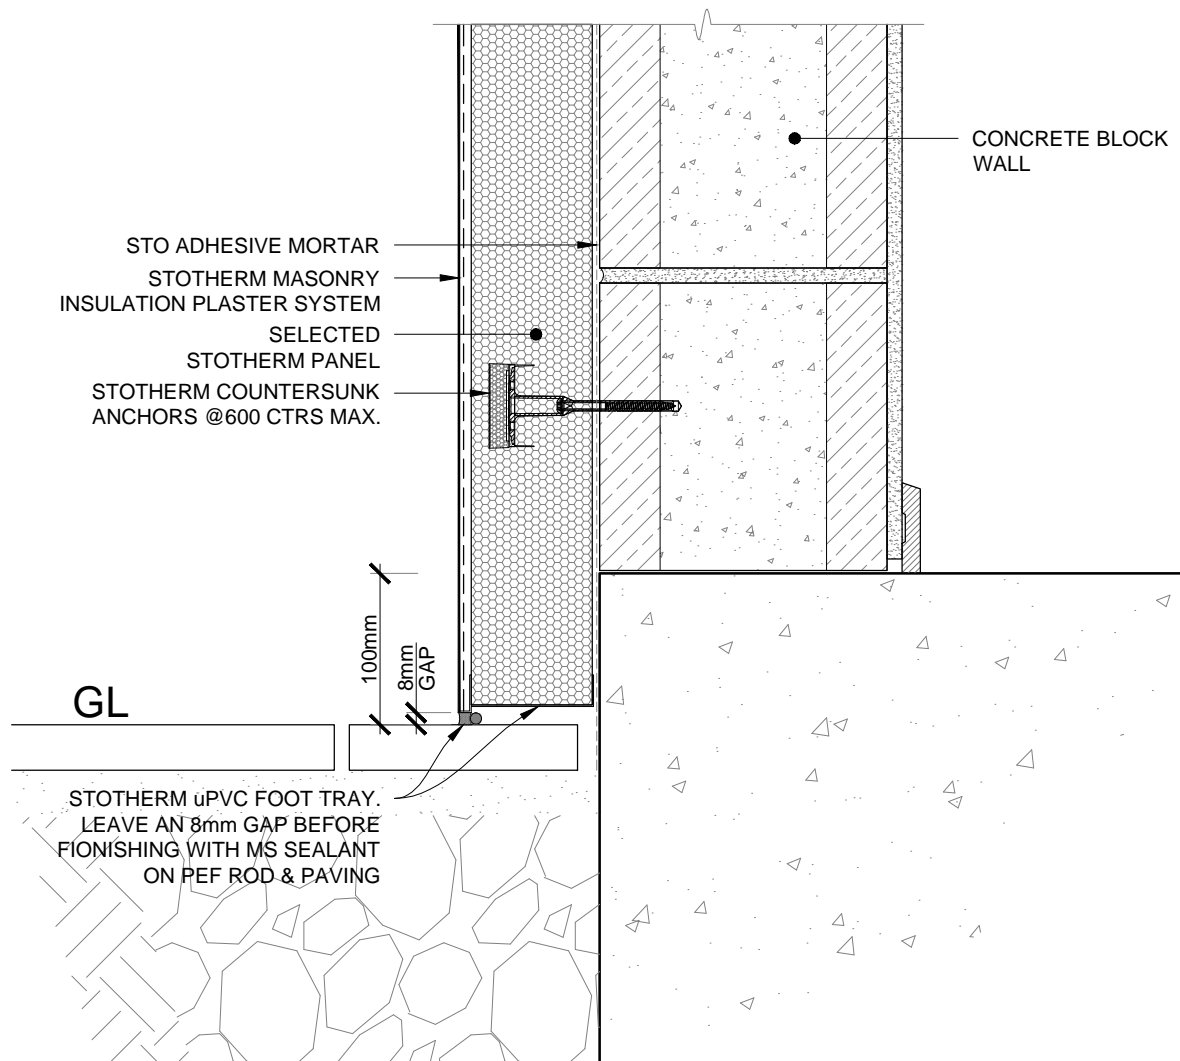 CONCRETE BLOCK
WALL
STO ADHESIVE MORTAR
STOTHERM MASONRY
INSULATION PLASTER SYSTEM
SELECTED
STOTHERM PANEL
STOTHERM COUNTERSUNK
ANCHORS @600 CTRS MAX.
100mm
8mm
GAP
GL
STOTHERM uPVC FOOT TRAY.
LEAVE AN 8mm GAP BEFORE
FIONISHING WITH MS SEALANT
ON PEF ROD & PAVING